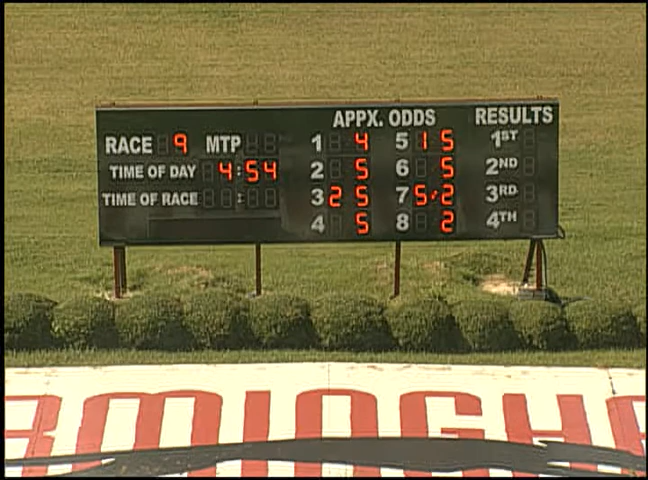 APPX. ODDS RESULTS
RACE 9 MTP 1 4 5 15 1ST
TIME OF DAY 4:54 2 5 6 5 2ND
TIME OF RACE 3 25 7 5/2 3RD
4 5 8 2 4TH
RMINGHA